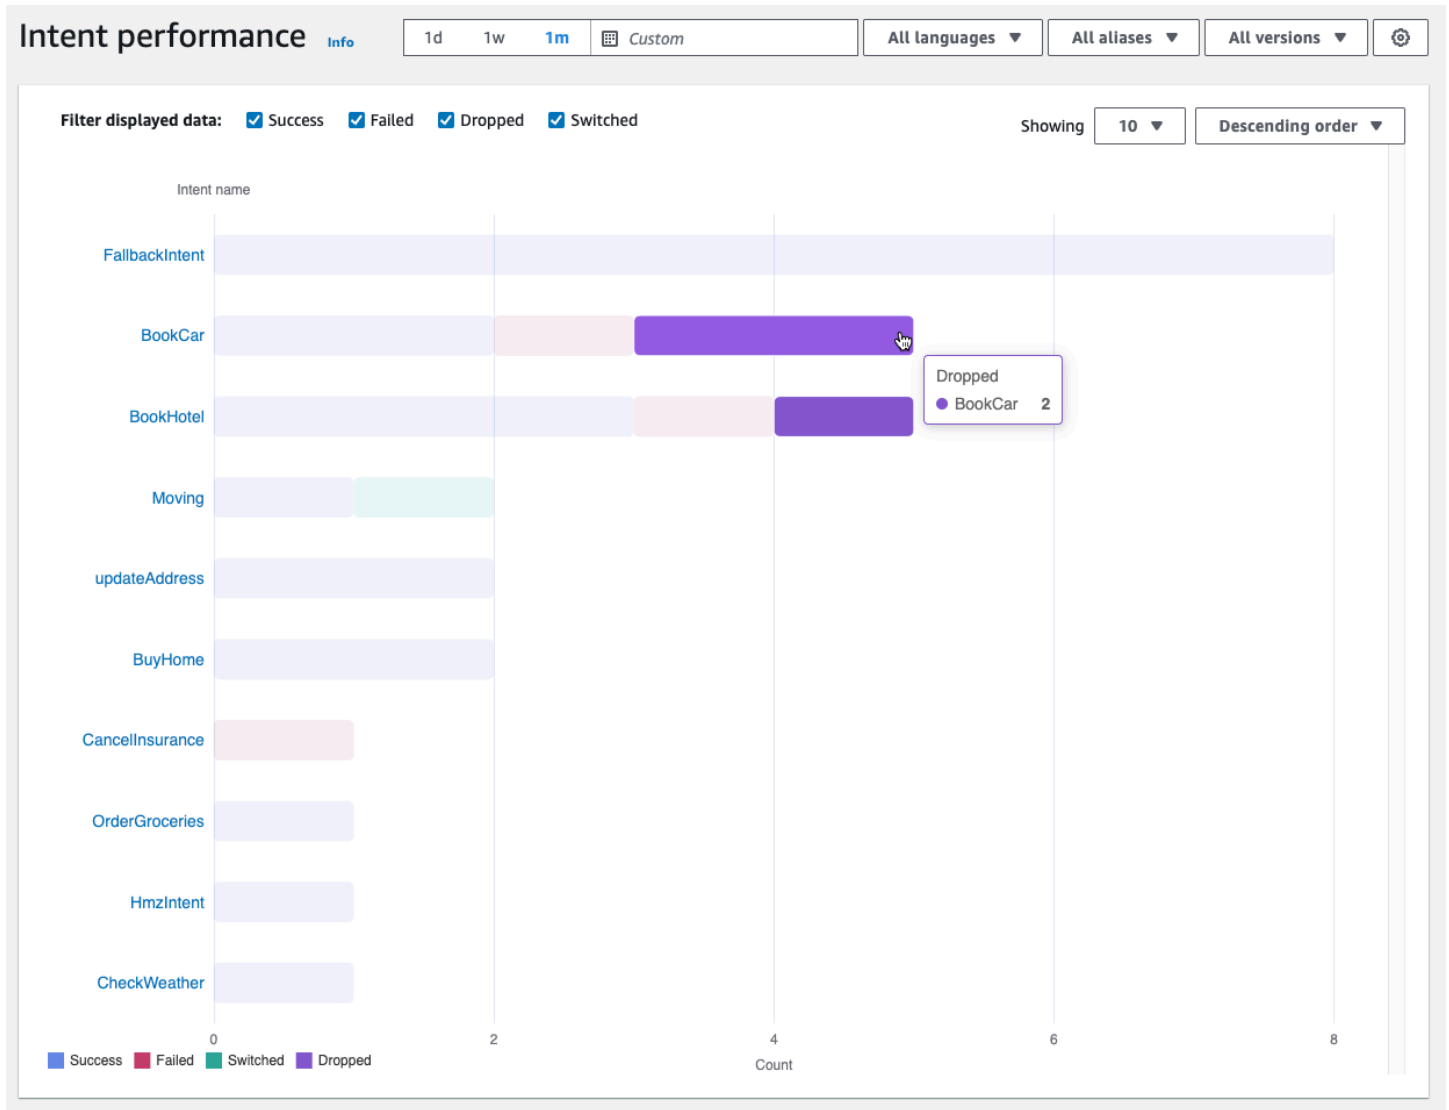 Intent performance Info 1d 1w 1m Custom All languages All aliases All versions
Filter displayed data: Success Failed Dropped Switched Showing 10 Descending order
Intent name
FallbackIntent
BookCar
Dropped
BookCar 2
BookHotel
Moving
updateAddress
BuyHome
CancelInsurance
OrderGroceries
HmzIntent
CheckWeather
0 2 4 6 8
Success Failed Switched Dropped
Count